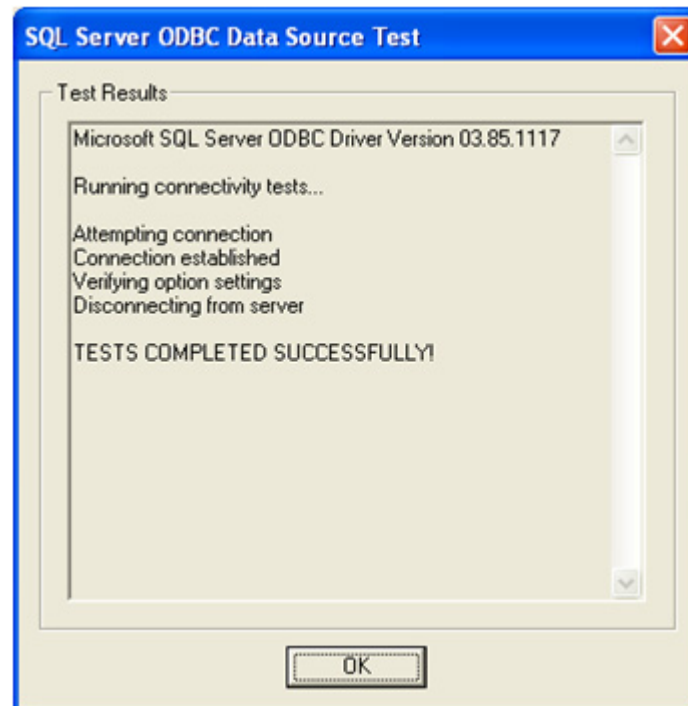 SQL Server ODBC Data Source Test
Test Results
Microsoft SQL Server ODBC Driver Version 03.85.1117
Running connectivity tests...
Attempting connection
Connection established
Verifying option settings
Disconnecting from server
TESTS COMPLETED SUCCESSFULLY!
OK